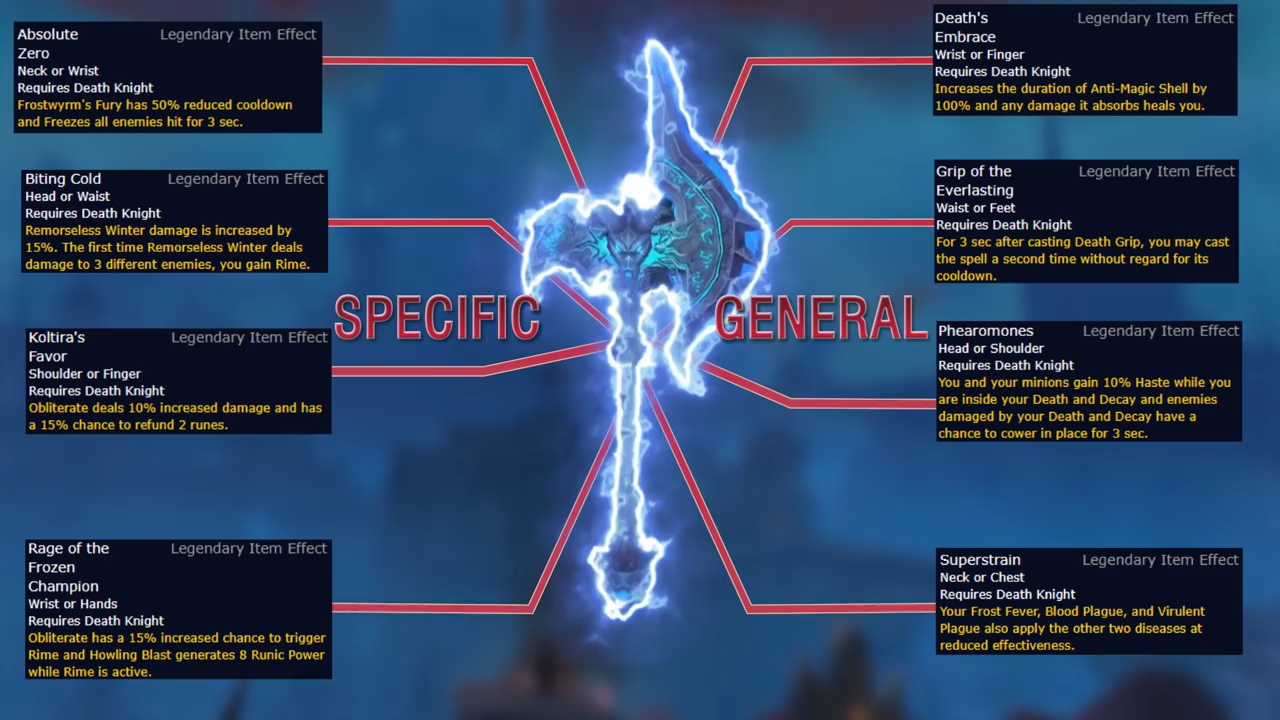 Absolute Legendary Item Effect
Zero
Neck or Wrist
Requires Death Knight
Frostwyrm's Fury has 50% reduced cooldown
and Freezes all enemies hit for 3 sec.
Biting Cold Legendary Item Effect
Head or Waist
Requires Death Knight
Remorseless Winter damage is increased by
15%. The first time Remorseless Winter deals
damage to 3 different enemies, you gain Rime.
SPECIFIC
Koltira's Legendary Item Effect
Favor
Shoulder or Finger
Requires Death Knight
Obliterate deals 10% increased damage and has
a 15% chance to refund 2 runes.
Rage of the Legendary Item Effect
Frozen
Champion
Wrist or Hands
Requires Death Knight
Obliterate has a 15% increased chance to trigger
Rime and Howling Blast generates 8 Runic Power
while Rime is active.
Death's Legendary Item Effect
Embrace
Wrist or Finger
Requires Death Knight
Increases the duration of Anti-Magic Shell by
100% and any damage it absorbs heals you.
Grip of the Legendary Item Effect
Everlasting
Waist or Feet
Requires Death Knight
For 3 sec after casting Death Grip, you may cast
the spell a second time without regard for its
cooldown.
GENERAL
Phearomones Legendary Item Effect
Head or Shoulder
Requires Death Knight
You and your minions gain 10% Haste while you
are inside your Death and Decay and enemies
damaged by your Death and Decay have a
chance to cower in place for 3 sec.
Superstrain Legendary Item Effect
Neck or Chest
Requires Death Knight
Your Frost Fever, Blood Plague, and Virulent
Plague also apply the other two diseases at
reduced effectiveness.